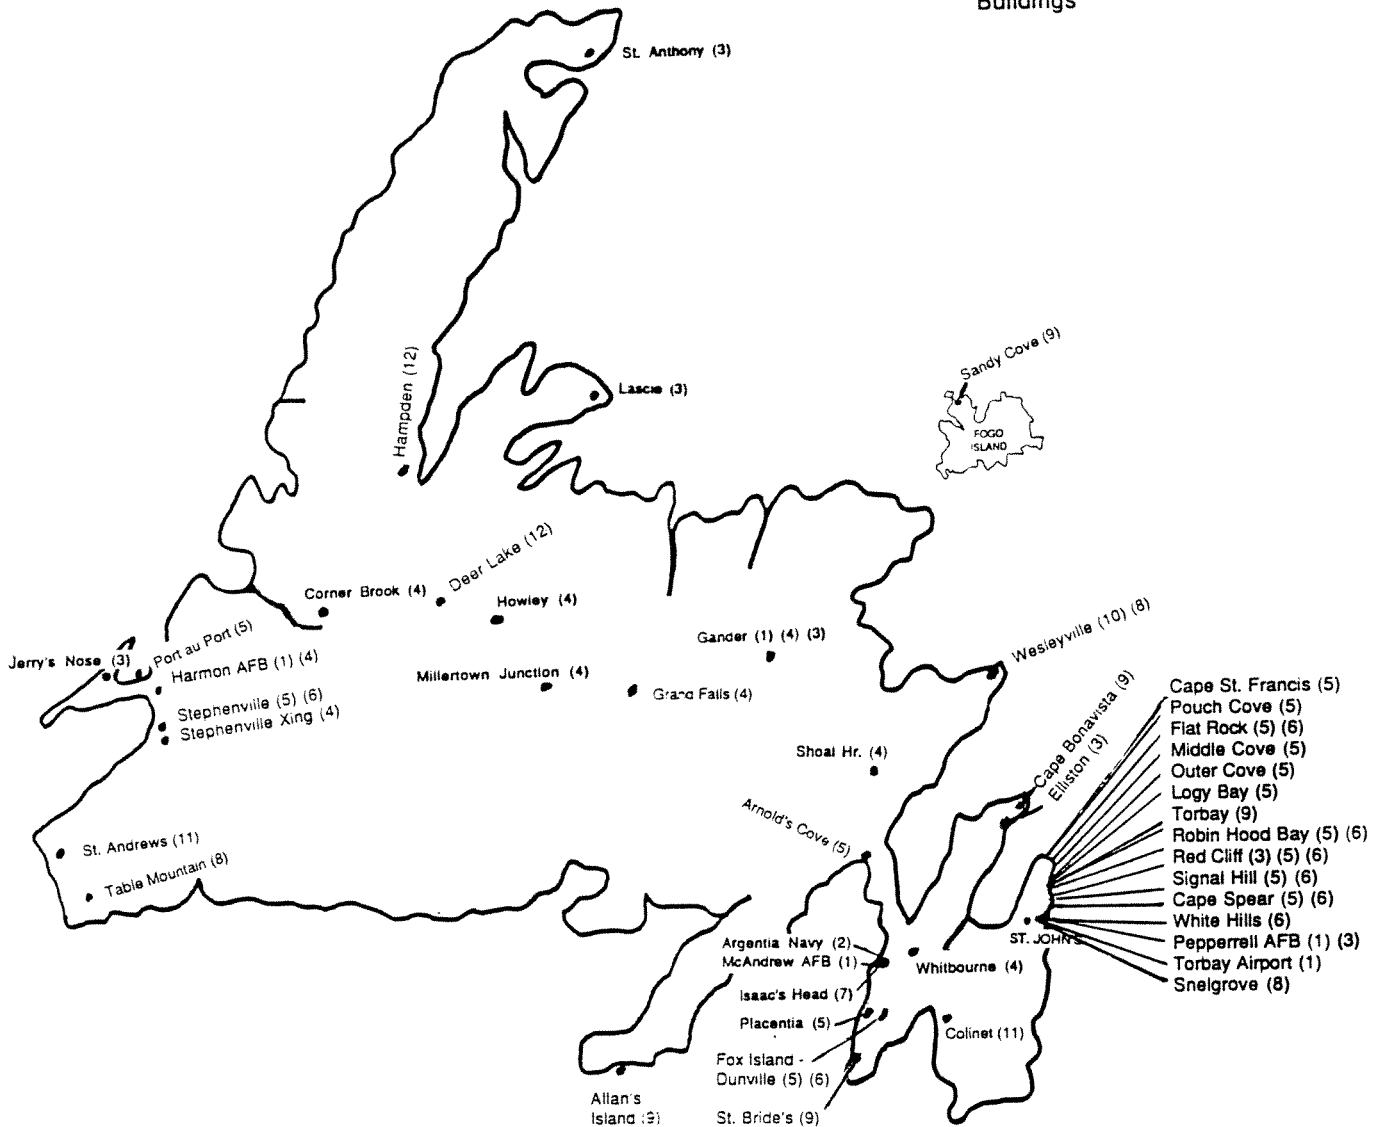 Buildings
St. Anthony (3)
Sandy Cove (9)
Hampden (12)
Lascie (3)
FOGO
ISLAND
Deer Lake (12)
Corner Brook (4)
Howley (4)
Wesleyville (10) (8)
Gander (1) (4) (3)
Port au Port (5)
Jerry's Nose (3)
Harmon AFB (1) (4)
Millertown Junction (4)
Grand Falls (4)
Stephenville (5) (6)
Stephenville Xing (4)
Cape Bonavista (9)
Elliston (3)
Shoal Hr. (4)
Arnold's Cove (5)
Cape St. Francis (5)
Pouch Cove (5)
Flat Rock (5) (6)
Middle Cove (5)
Outer Cove (5)
Logy Bay (5)
Torbay (9)
Robin Hood Bay (5) (6)
Red Cliff (3) (5) (6)
Signal Hill (5) (6)
Cape Spear (5) (6)
White Hills (6)
Pepperrell AFB (1) (3)
Torbay Airport (1)
Snelgrove (8)
St. Andrews (11)
Table Mountain (8)
ST. JOHN'S
Argentia Navy (2)
McAndrew AFB (1)
Whitbourne (4)
Isaac's Head (7)
Placentia (5)
Colinet (11)
Fox Island -
Dunville (5) (6)
St. Bride's (9)
Allan's
Island (9)